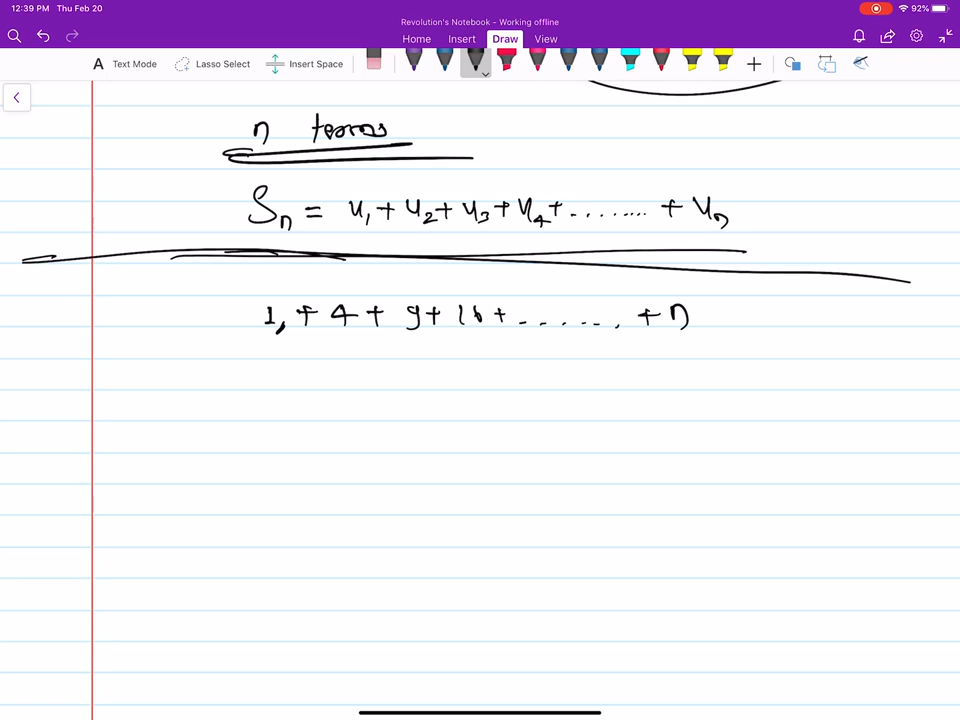 12:39 PM Thu Feb 20
92%
Revolution's Notebook - Working offline
Home Insert Draw View
A Text Mode Lasso Select Insert Space
n terms
Sn = u1 + u2 + u3 + u4 + ........ + un
1, + 4 + 9 + 16 + ....... + n